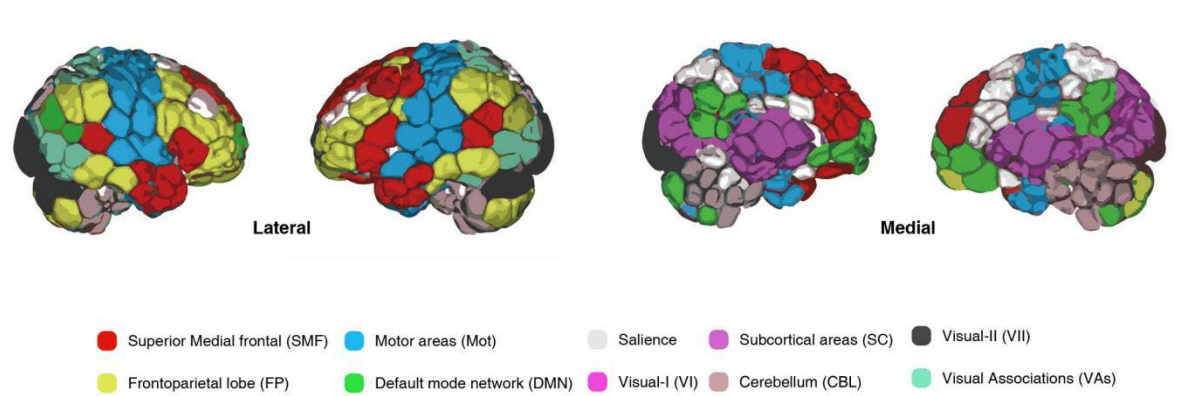 Lateral
Medial
Superior Medial frontal (SMF)
Motor areas (Mot)
Salience
Subcortical areas (SC)
Visual-II (VII)
Frontoparietal lobe (FP)
Default mode network (DMN)
Visual-I (VI)
Cerebellum (CBL)
Visual Associations (VAs)